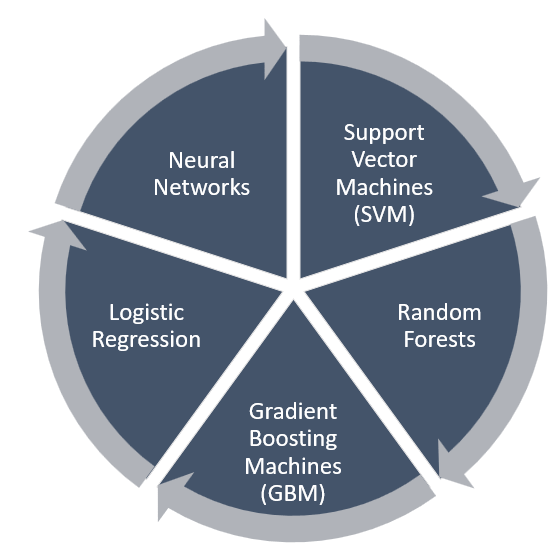 Support
Vector
Machines
(SVM)
Random
Forests
Gradient
Boosting
Machines
(GBM)
Logistic
Regression
Neural
Networks